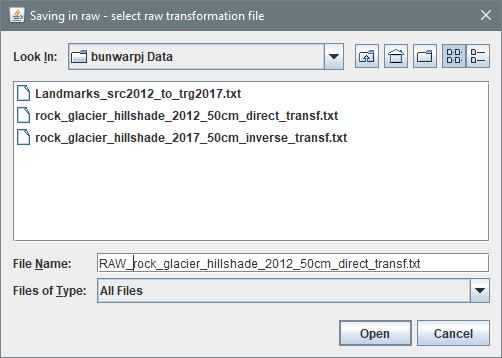 Saving in raw - select raw transformation file
Look In: bunwarpj Data
Landmarks_src2012_to_trg2017.txt
rock_glacier_hillshade_2012_50cm_direct_transf.txt
rock_glacier_hillshade_2017_50cm_inverse_transf.txt
File Name: RAW_rock_glacier_hillshade_2012_50cm_direct_transf.txt
Files of Type: All Files
Open Cancel